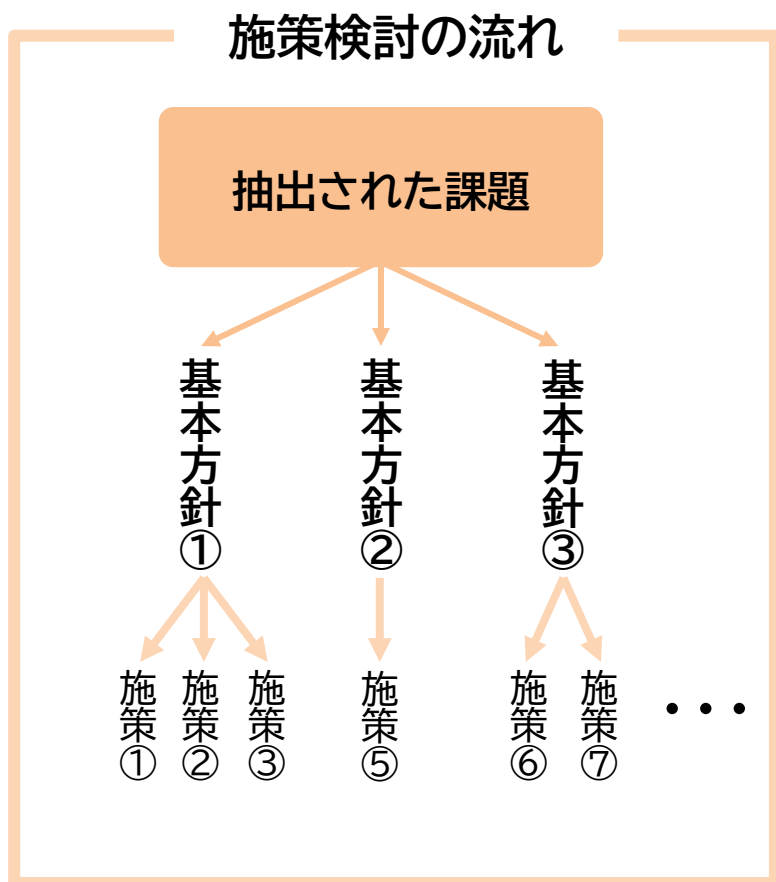 施策検討の流れ
抽出された課題
基本方針①
基本方針②
基本方針③
施策①
施策②
施策③
施策⑤
施策⑥
施策⑦
・・・